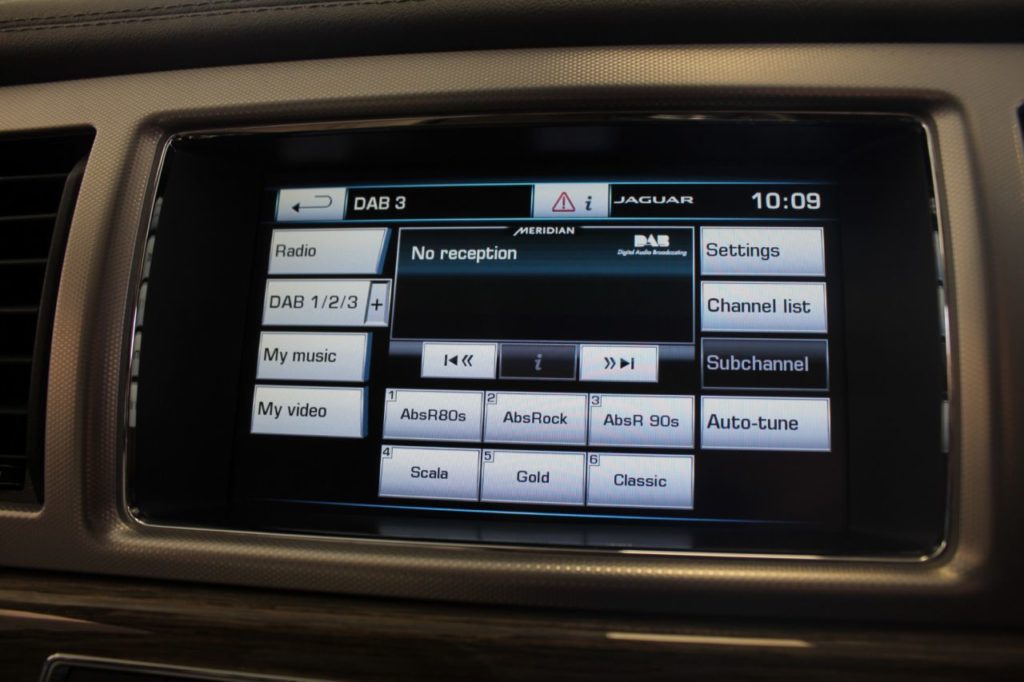 DAB 3
i
JAGUAR
10:09
Radio
DAB 1/2/3 +
My music
My video
MERIDIAN
No reception
DAB
Digital Audio Broadcasting
i
1 AbsR80s
2 AbsRock
3 AbsR 90s
4 Scala
5 Gold
6 Classic
Settings
Channel list
Subchannel
Auto-tune